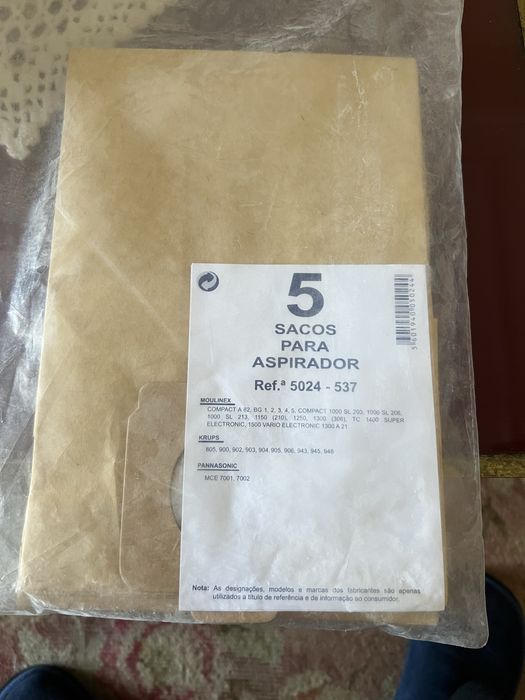 5
SACOS
PARA
ASPIRADOR
Ref.ª 5024 - 537
MOULINEX
COMPACT A 62, BG 1, 2, 3, 4, 5, COMPACT 1000 SL 203, 1000 SL 206,
1000 SL 213, 1150 (210), 1250, 1300 (306), TC 1400 SUPER
ELECTRONIC, 1500 VARIO ELECTRONIC 1300 A 21
KRUPS
805, 900, 902, 903, 904, 905, 906, 943, 945, 948
PANNASONIC
MCE 7001, 7002
Nota: As designações, modelos e marcas dos fabricantes são apenas
utilizados a título de referência e de informação ao consumidor.
5601940050244